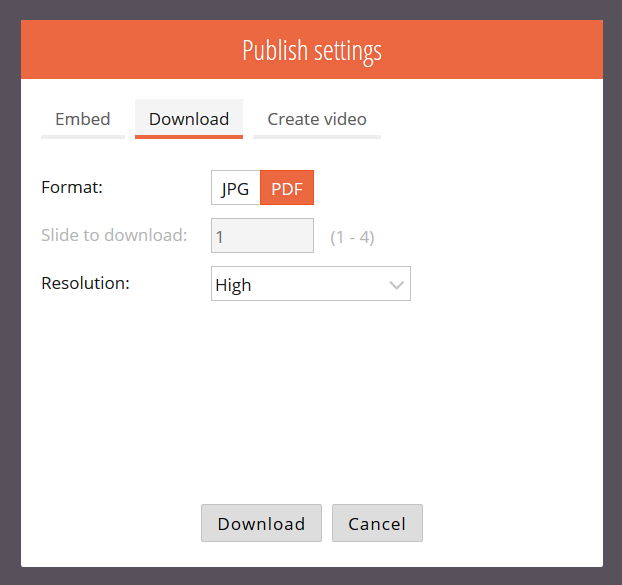 Publish settings
Embed Download Create video
Format: JPG PDF
Slide to download: 1 (1 - 4)
Resolution: High
Download Cancel